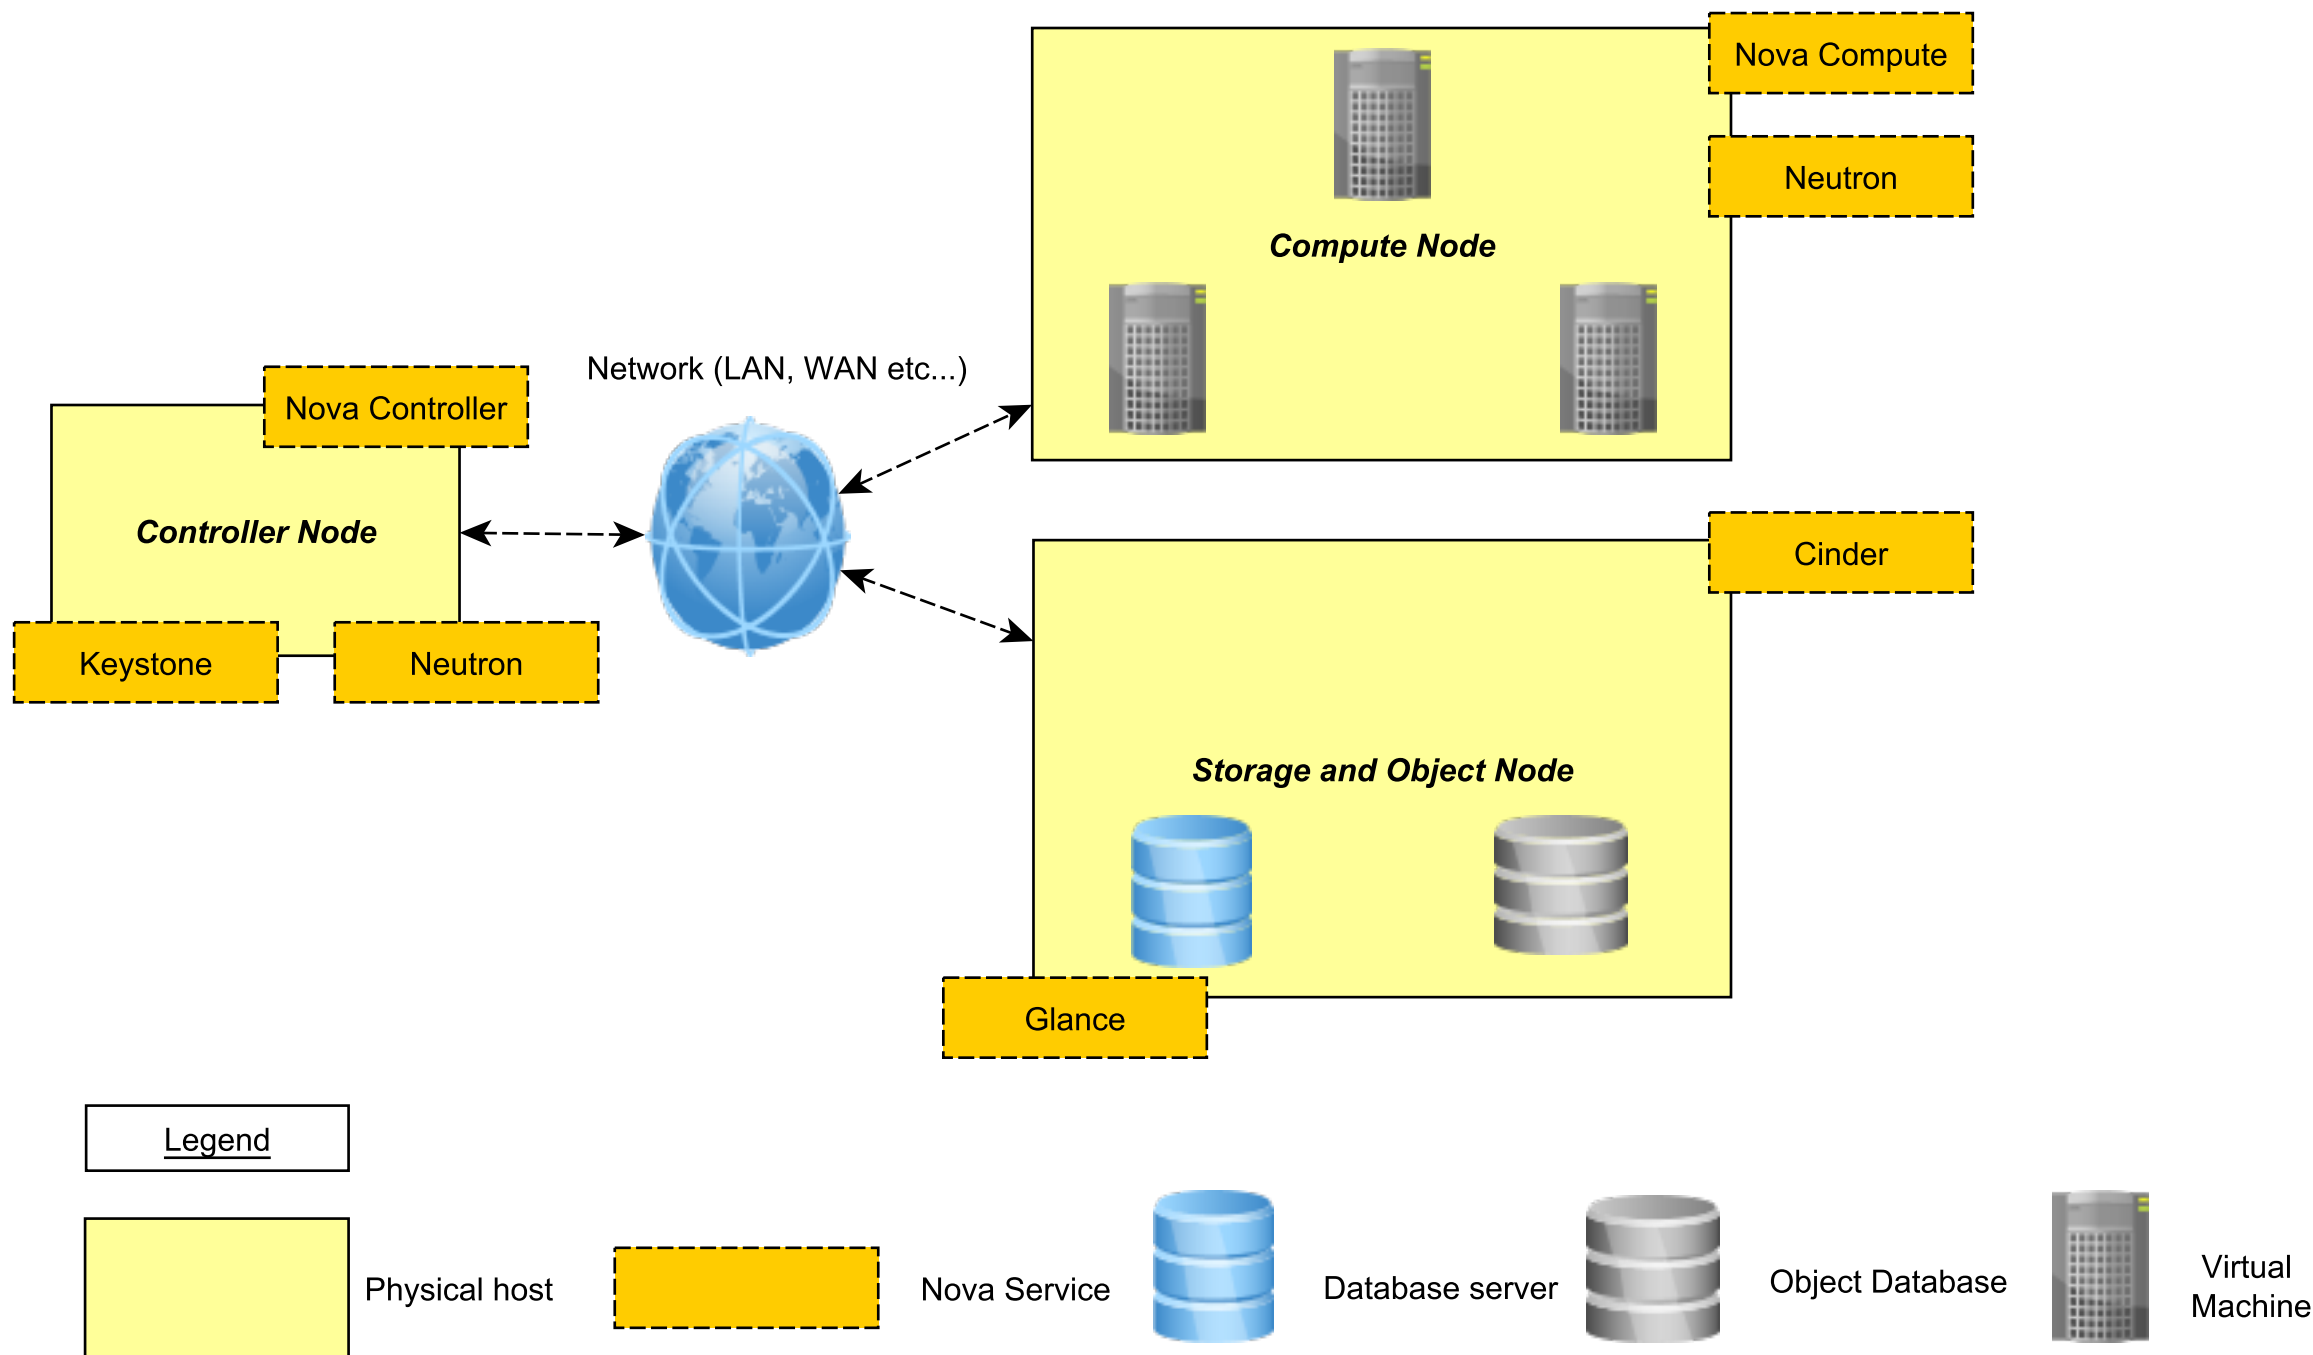 Nova Compute
Neutron
Compute Node
Network (LAN, WAN etc...)
Nova Controller
Controller Node
Keystone
Neutron
Cinder
Storage and Object Node
Glance
Legend
Physical host
Nova Service
Database server
Object Database
Virtual
Machine